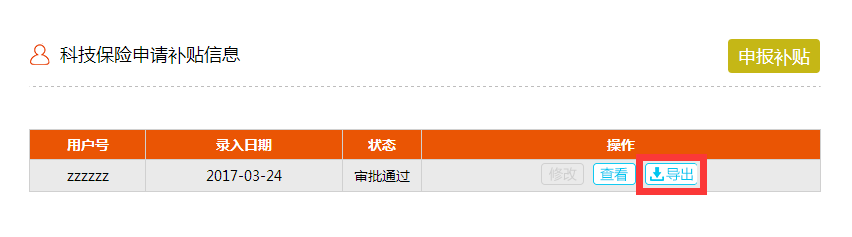 科技保险申请补贴信息
申报补贴
用户号 录入日期 状态 操作
zzzzzz 2017-03-24 审批通过 修改 查看 导出